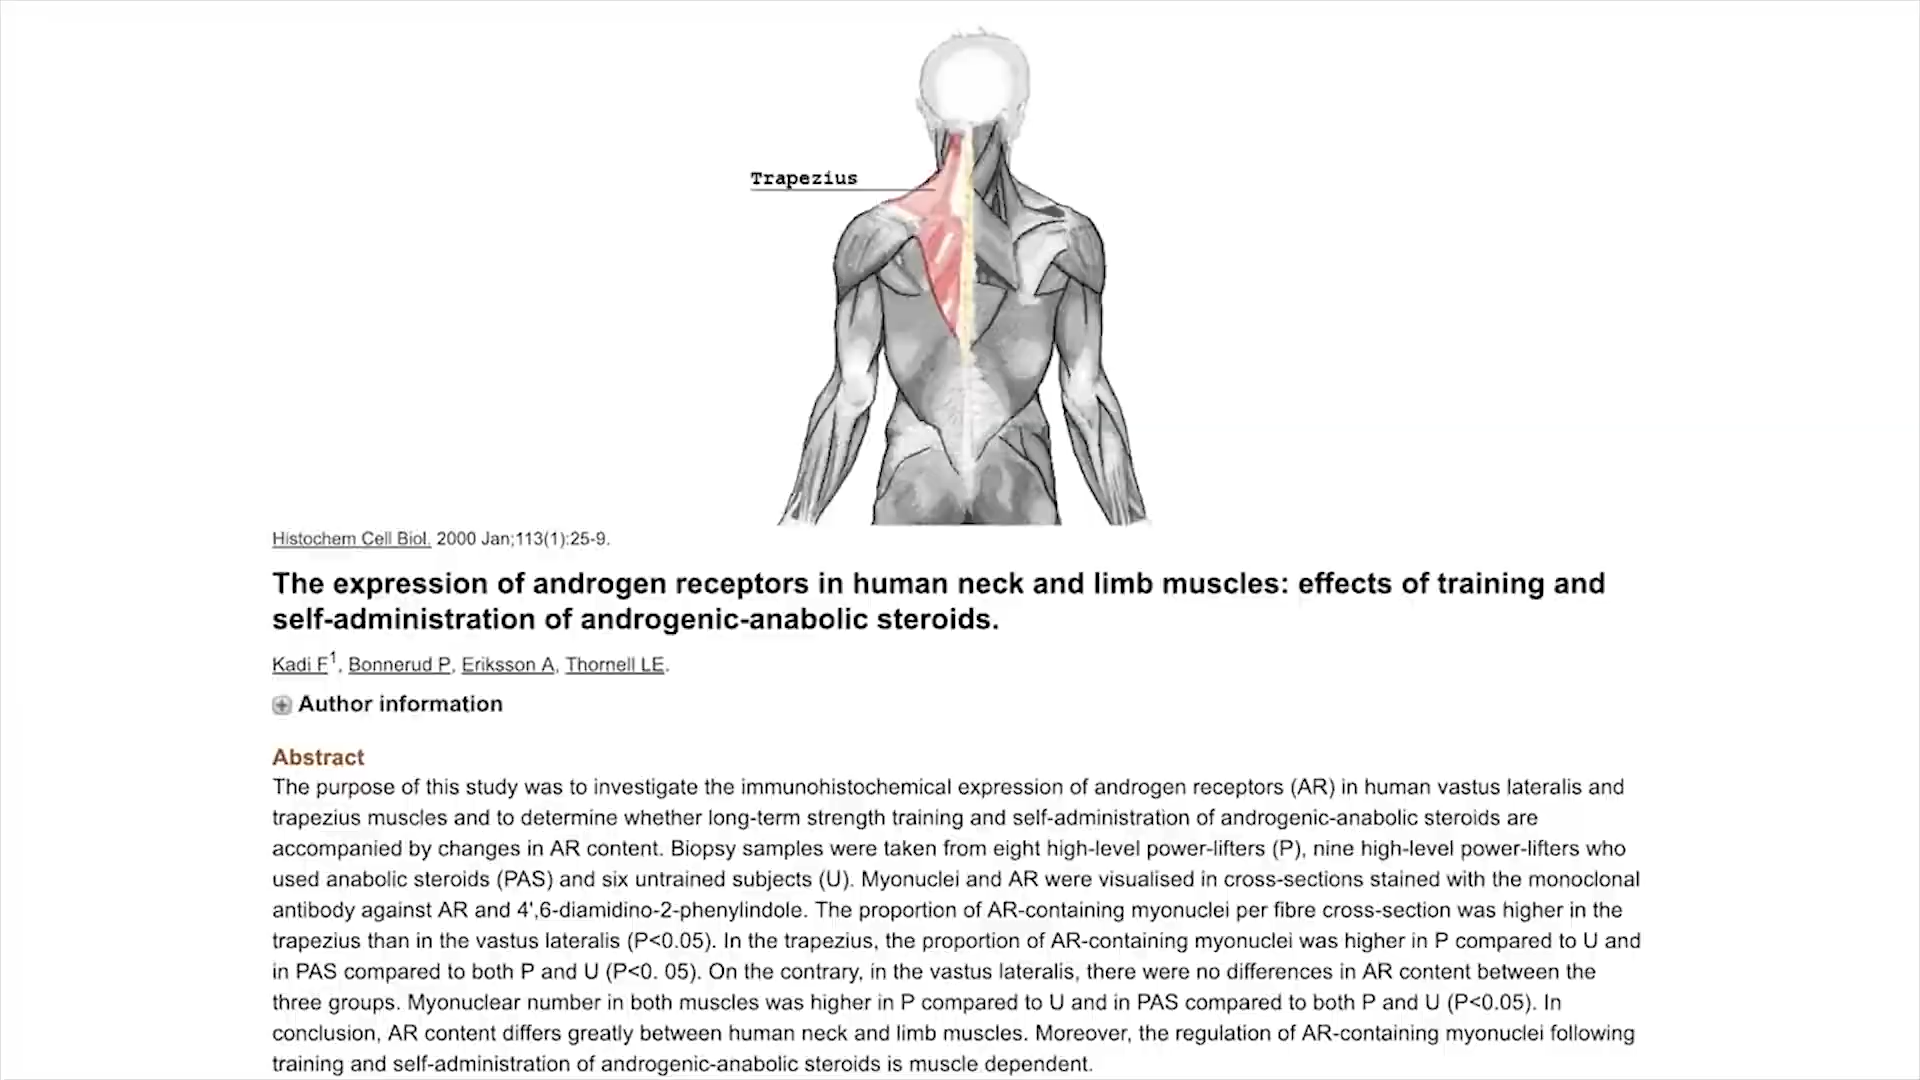 Trapezius
Histochem Cell Biol. 2000 Jan;113(1):25-9.
The expression of androgen receptors in human neck and limb muscles: effects of training and
self-administration of androgenic-anabolic steroids.
Kadi F1, Bonnerud P, Eriksson A, Thornell LE.
Author information
Abstract
The purpose of this study was to investigate the immunohistochemical expression of androgen receptors (AR) in human vastus lateralis and
trapezius muscles and to determine whether long-term strength training and self-administration of androgenic-anabolic steroids are
accompanied by changes in AR content. Biopsy samples were taken from eight high-level power-lifters (P), nine high-level power-lifters who
used anabolic steroids (PAS) and six untrained subjects (U). Myonuclei and AR were visualised in cross-sections stained with the monoclonal
antibody against AR and 4',6-diamidino-2-phenylindole. The proportion of AR-containing myonuclei per fibre cross-section was higher in the
trapezius than in the vastus lateralis (P<0.05). In the trapezius, the proportion of AR-containing myonuclei was higher in P compared to U and
in PAS compared to both P and U (P<0. 05). On the contrary, in the vastus lateralis, there were no differences in AR content between the
three groups. Myonuclear number in both muscles was higher in P compared to U and in PAS compared to both P and U (P<0.05). In
conclusion, AR content differs greatly between human neck and limb muscles. Moreover, the regulation of AR-containing myonuclei following
training and self-administration of androgenic-anabolic steroids is muscle dependent.